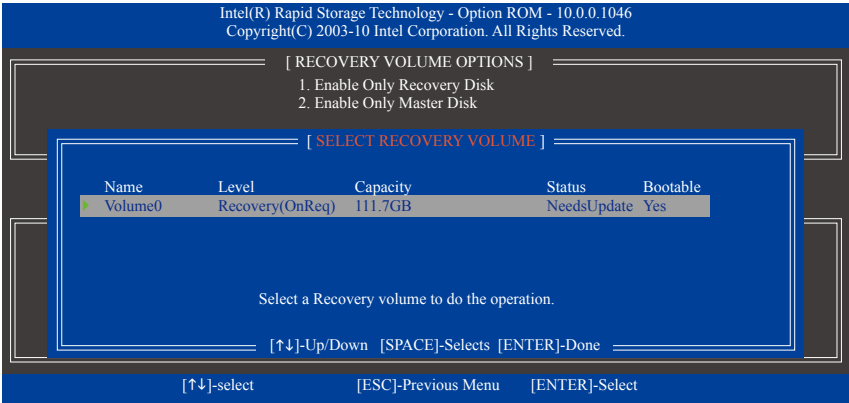 Intel(R) Rapid Storage Technology - Option ROM - 10.0.0.1046
Copyright(C) 2003-10 Intel Corporation. All Rights Reserved.
[ RECOVERY VOLUME OPTIONS ]
1. Enable Only Recovery Disk
2. Enable Only Master Disk
[ SELECT RECOVERY VOLUME ]
Name Level Capacity Status Bootable
Volume0 Recovery(OnReq) 111.7GB NeedsUpdate Yes
Select a Recovery volume to do the operation.
[↑↓]-Up/Down [SPACE]-Selects [ENTER]-Done
[↑↓]-select [ESC]-Previous Menu [ENTER]-Select